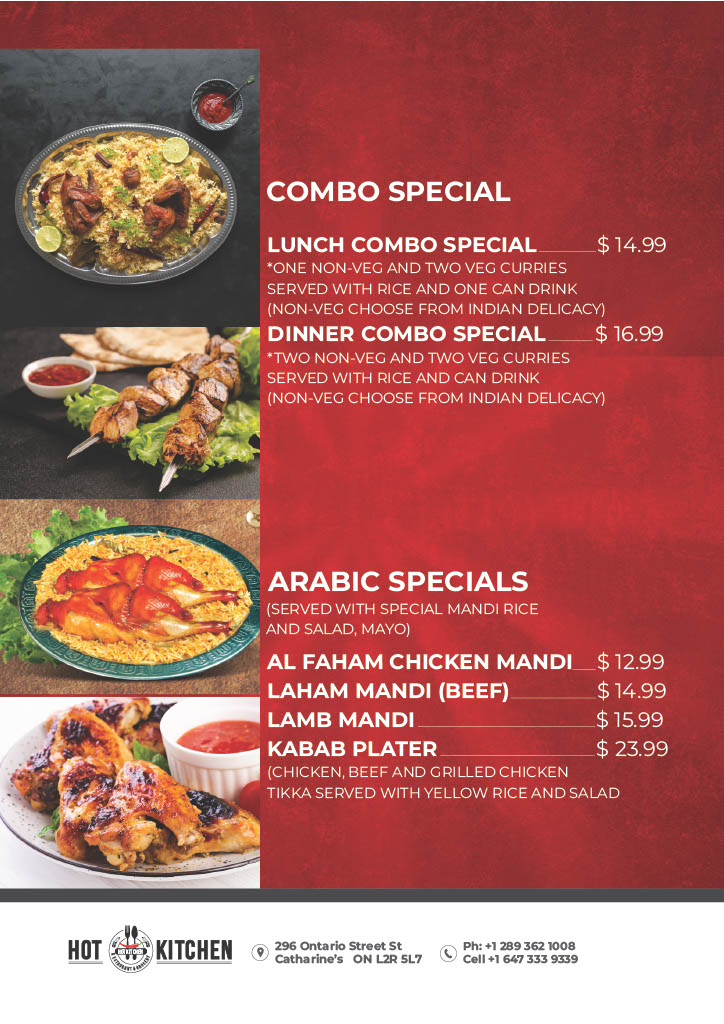 COMBO SPECIAL
LUNCH COMBO SPECIAL $ 14.99
*ONE NON-VEG AND TWO VEG CURRIES
SERVED WITH RICE AND ONE CAN DRINK
(NON-VEG CHOOSE FROM INDIAN DELICACY)
DINNER COMBO SPECIAL $ 16.99
*TWO NON-VEG AND TWO VEG CURRIES
SERVED WITH RICE AND CAN DRINK
(NON-VEG CHOOSE FROM INDIAN DELICACY)
ARABIC SPECIALS
(SERVED WITH SPECIAL MANDI RICE
AND SALAD, MAYO)
AL FAHAM CHICKEN MANDI $ 12.99
LAHAM MANDI (BEEF) $ 14.99
LAMB MANDI $ 15.99
KABAB PLATER $ 23.99
(CHICKEN, BEEF AND GRILLED CHICKEN
TIKKA SERVED WITH YELLOW RICE AND SALAD
HOT KITCHEN
HOT KITCHEN
296 Ontario Street St
Catharine's ON L2R 5L7
Ph: +1 289 362 1008
Cell +1 647 333 9339